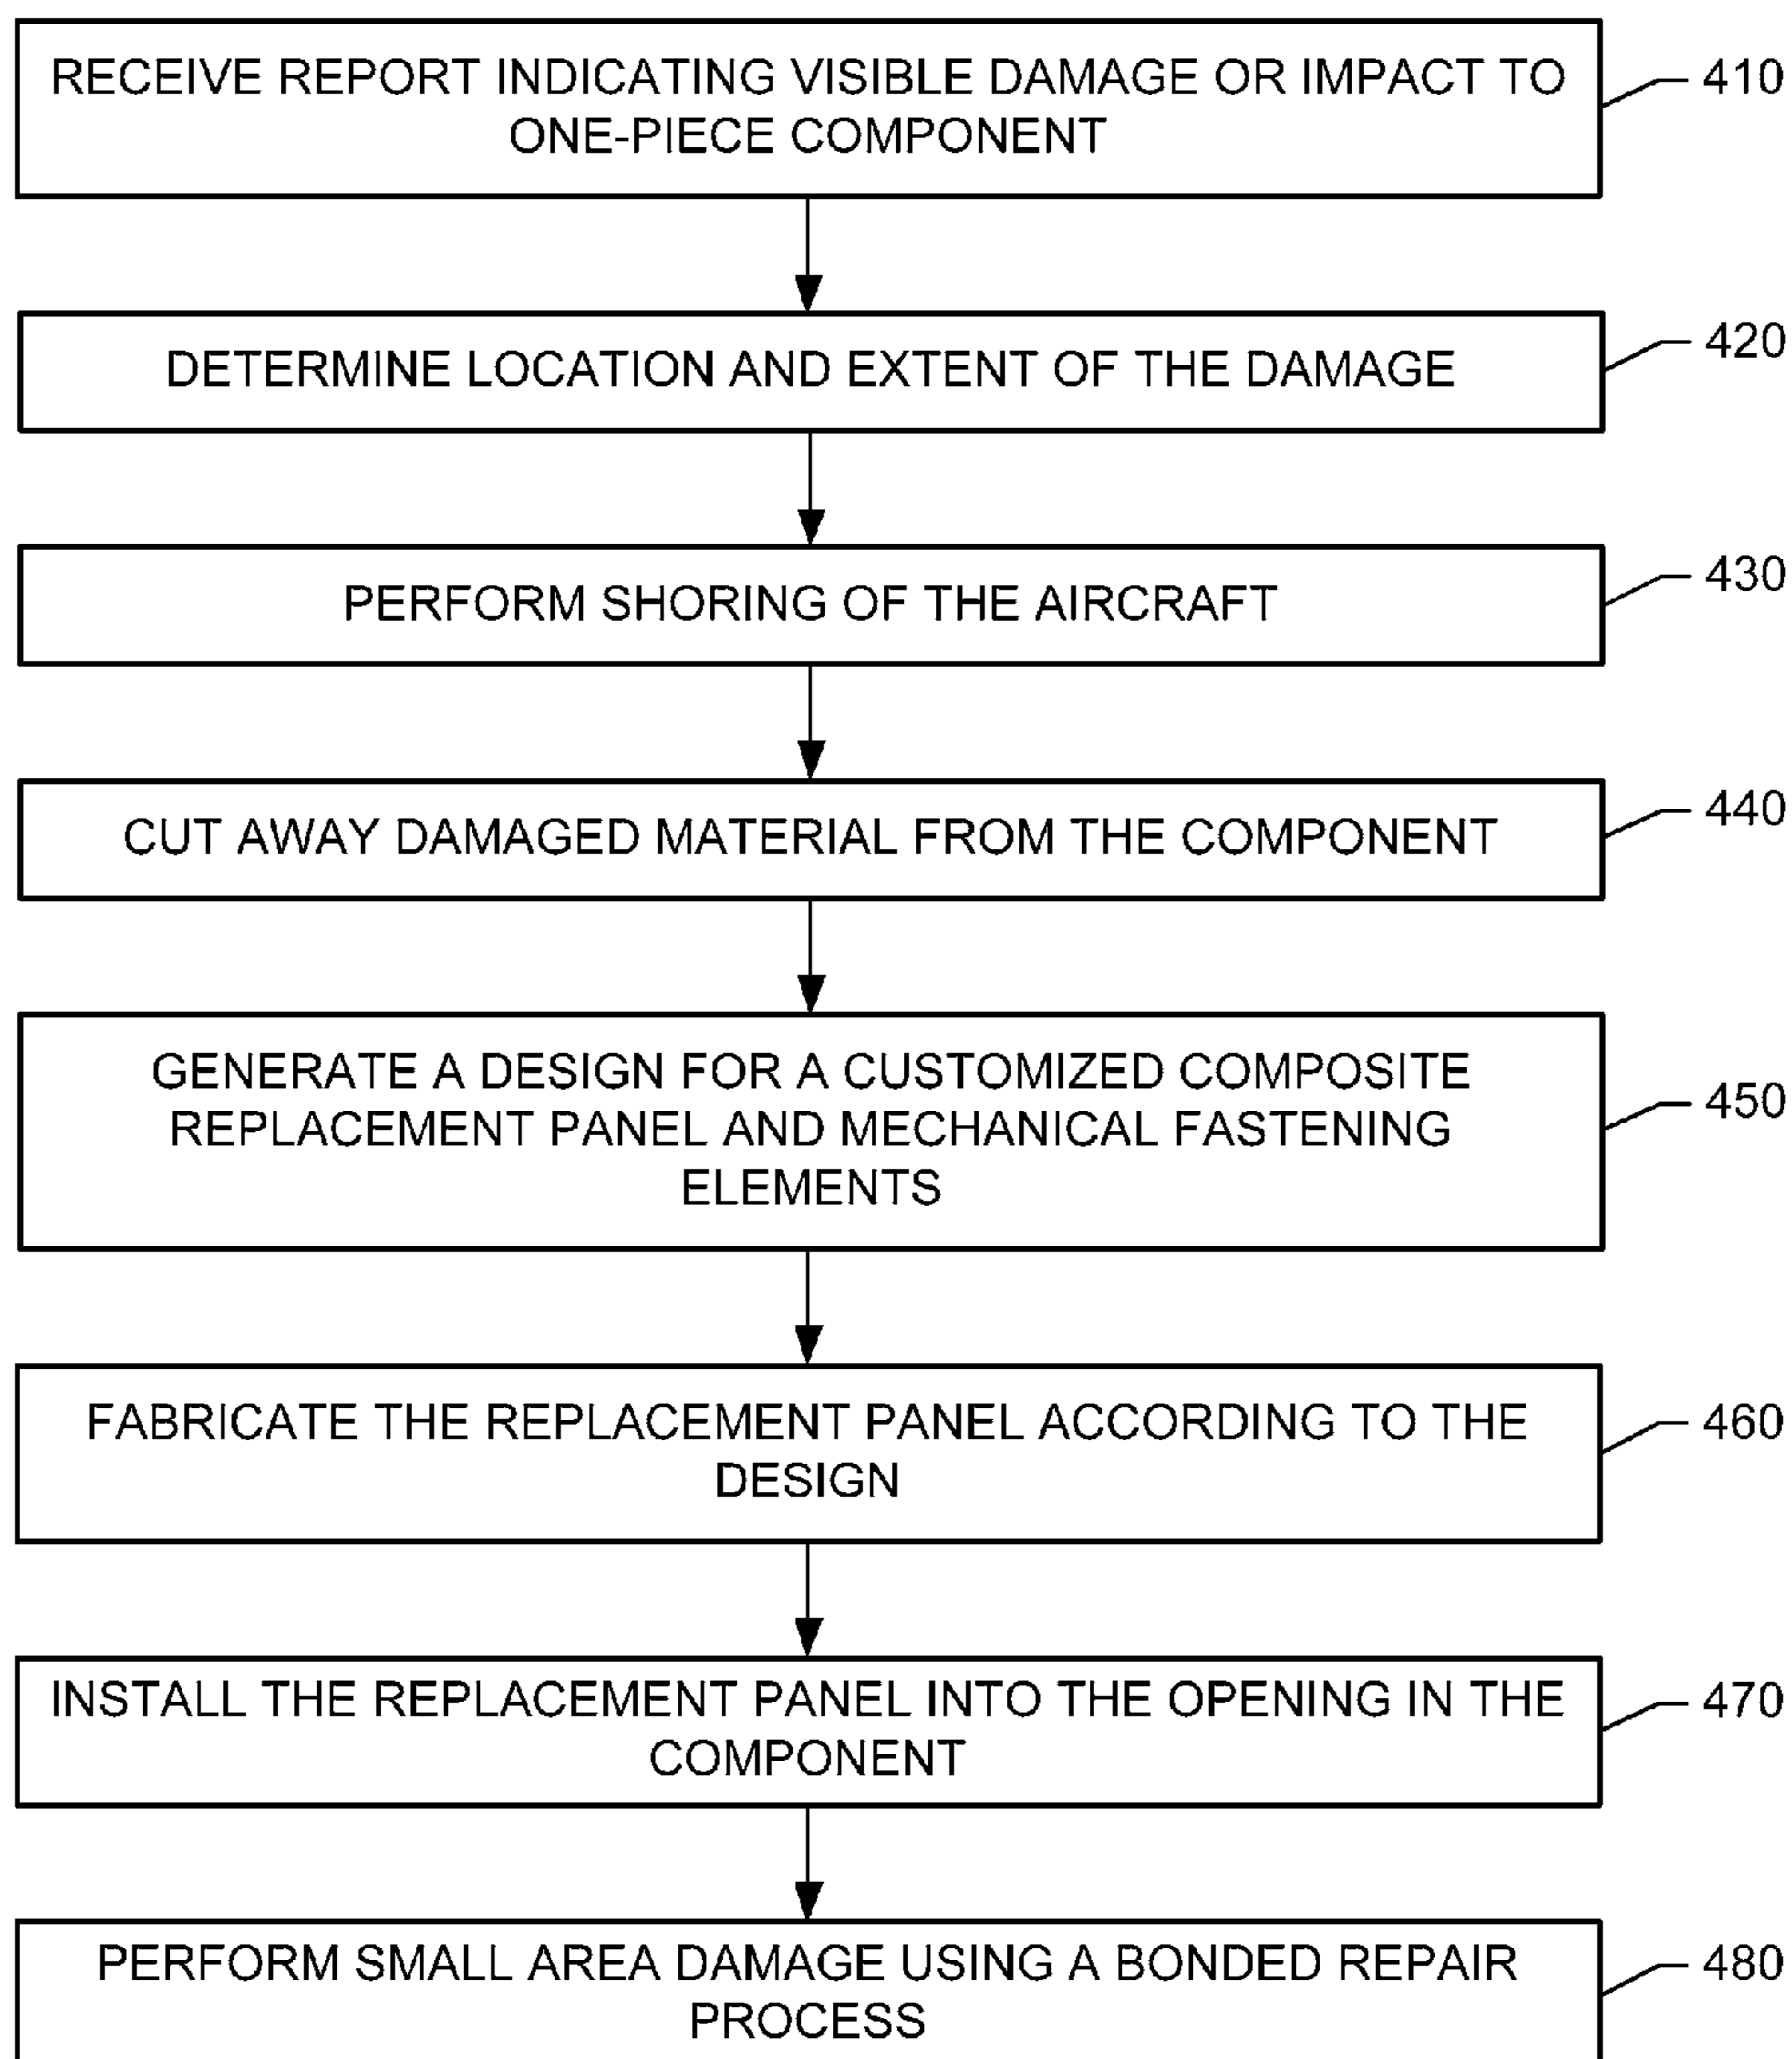 RECEIVE REPORT INDICATING VISIBLE DAMAGE OR IMPACT TO
ONE-PIECE COMPONENT
410
DETERMINE LOCATION AND EXTENT OF THE DAMAGE
420
PERFORM SHORING OF THE AIRCRAFT
430
CUT AWAY DAMAGED MATERIAL FROM THE COMPONENT
440
GENERATE A DESIGN FOR A CUSTOMIZED COMPOSITE
REPLACEMENT PANEL AND MECHANICAL FASTENING
ELEMENTS
450
FABRICATE THE REPLACEMENT PANEL ACCORDING TO THE
DESIGN
460
INSTALL THE REPLACEMENT PANEL INTO THE OPENING IN THE
COMPONENT
470
PERFORM SMALL AREA DAMAGE USING A BONDED REPAIR
PROCESS
480